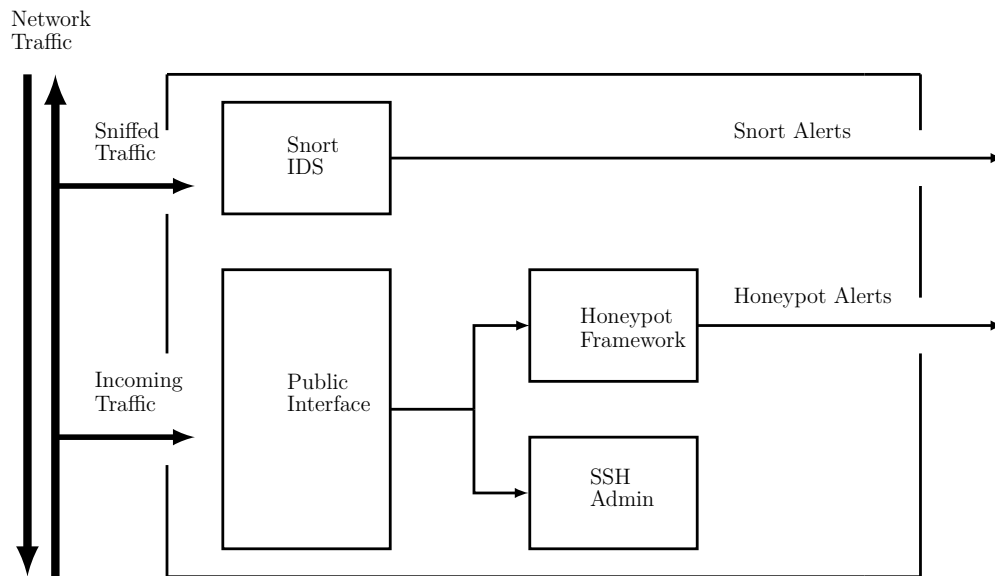 Network
Traffic
Sniffed
Traffic
Snort
IDS
Snort Alerts
Honeypot Alerts
Honeypot
Framework
Incoming
Traffic
Public
Interface
SSH
Admin